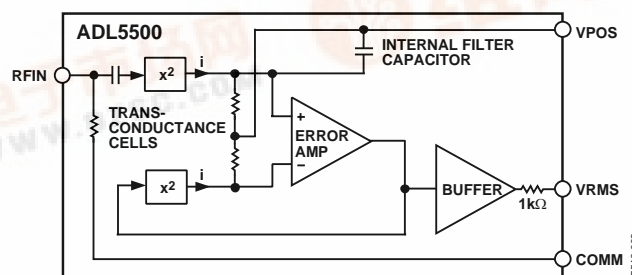 ADL5500
VPOS
i
INTERNAL FILTER
CAPACITOR
RFIN
x²
TRANS-
CONDUCTANCE
CELLS
+
ERROR
AMP
–
i
x²
BUFFER
VRMS
1kΩ
COMM